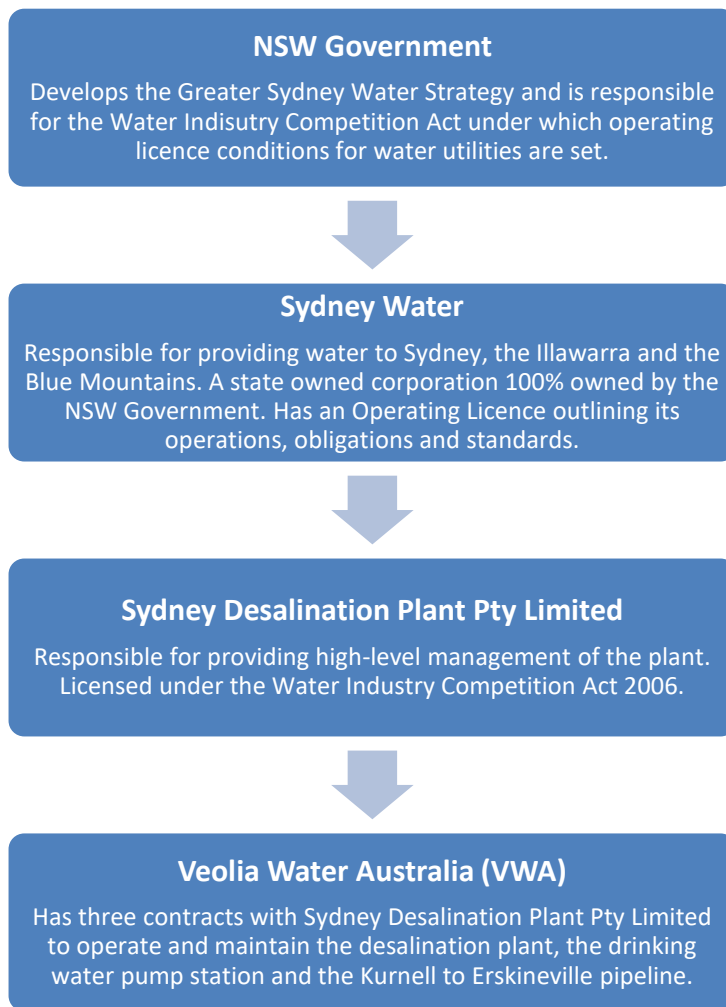 NSW Government
Develops the Greater Sydney Water Strategy and is responsible
for the Water Indisutry Competition Act under which operating
licence conditions for water utilities are set.
Sydney Water
Responsible for providing water to Sydney, the Illawarra and the
Blue Mountains. A state owned corporation 100% owned by the
NSW Government. Has an Operating Licence outlining its
operations, obligations and standards.
Sydney Desalination Plant Pty Limited
Responsible for providing high-level management of the plant.
Licensed under the Water Industry Competition Act 2006.
Veolia Water Australia (VWA)
Has three contracts with Sydney Desalination Plant Pty Limited
to operate and maintain the desalination plant, the drinking
water pump station and the Kurnell to Erskineville pipeline.